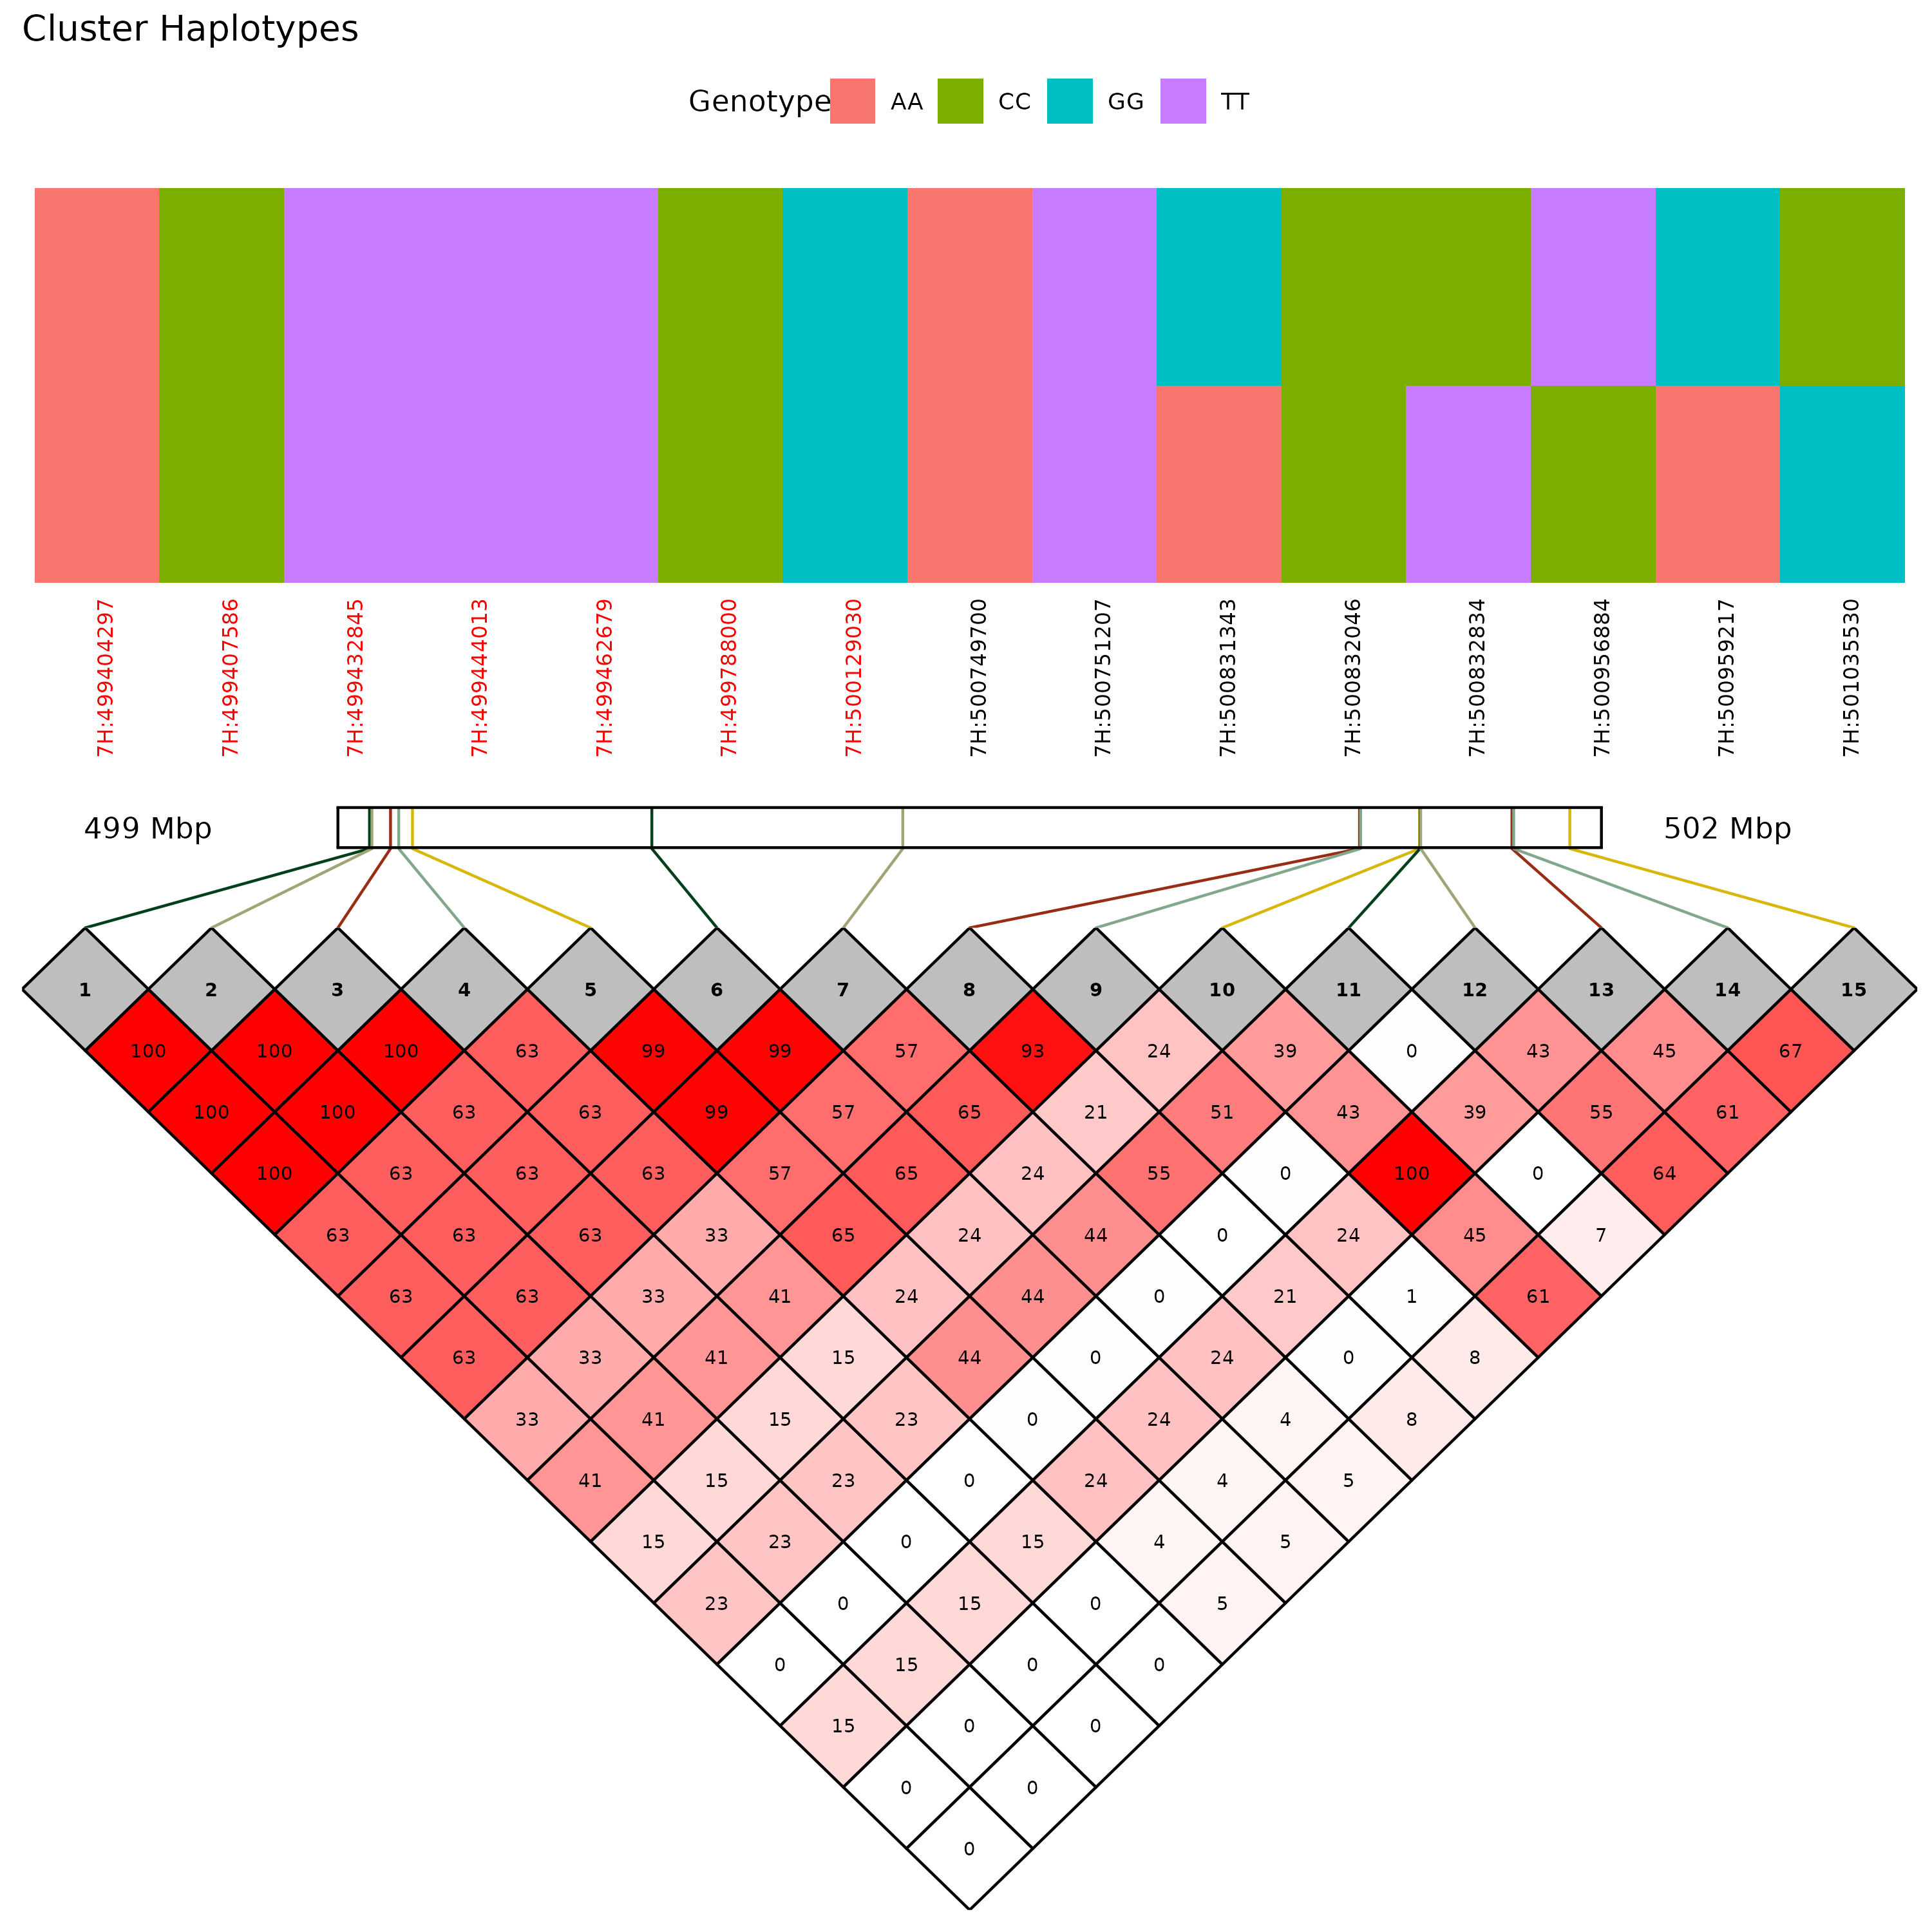 Cluster Haplotypes
Genotype AA CC GG TT
7H:499404297 7H:499407586 7H:499432845 7H:499444013 7H:499462679 7H:499788000 7H:500129030 7H:500749700 7H:500751207 7H:500831343 7H:500832046 7H:500832834 7H:500956884 7H:500959217 7H:501035530
499 Mbp 502 Mbp
1 2 3 4 5 6 7 8 9 10 11 12 13 14 15
100 100 100 63 99 99 57 93 24 39 0 43 45 67
100 100 63 63 99 57 65 21 51 43 39 55 61
100 63 63 63 57 65 24 55 0 100 0 64
63 63 63 33 65 24 44 0 24 45 7
63 63 33 41 24 44 0 21 1 61
63 33 41 15 44 0 24 0 8
33 41 15 23 0 24 4 8
41 15 23 0 24 4 5
15 23 0 15 4 5
23 0 15 0 5
0 15 0 0
15 0 0
0 0
0